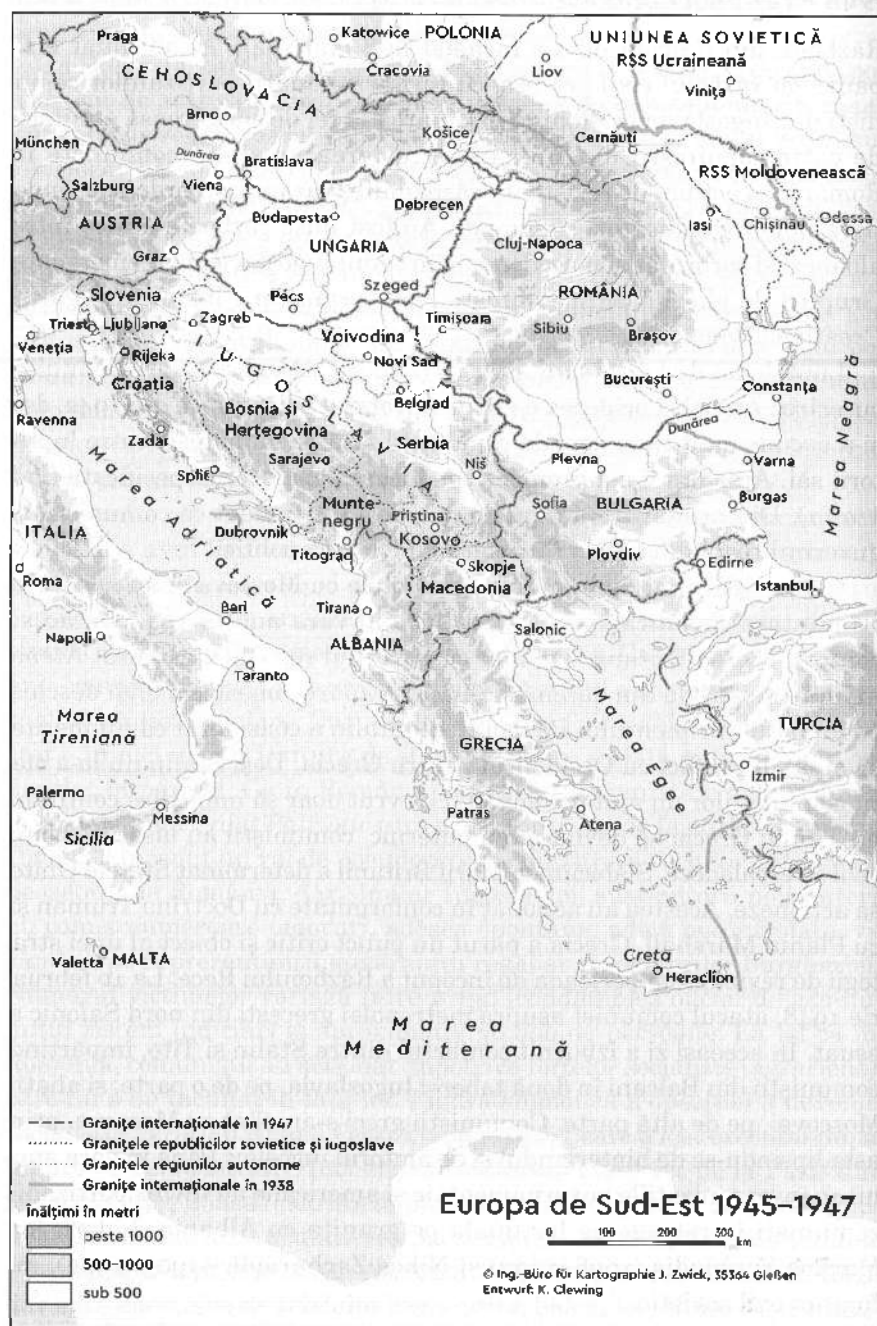 Praga
Katowice
POLONIA
Cracovia
UNIUNEA SOVIETICĂ
RSS Ucraineană
Liov
Vinița
CEHOSLOVACIA
Brno
Košice
Cernăuți
München
Dunărea
Bratislava
Viena
Salzburg
AUSTRIA
Graz
Budapesta
Debrecen
UNGARIA
Pécs
Szeged
RSS Moldovenească
Iasi
Chișinău
Odessa
Cluj-Napoca
ROMÂNIA
Timișoara
Sibiu
Brașov
București
Constanța
Dunărea
Slovenia
Triest
Ljubljana
Zagreb
Veneția
Rijeka
Croatia
Voivodina
Novi Sad
IUGOSLAVIA
Belgrad
Bosnia și
Herțegovina
Ravenna
Zadar
Sarajevo
Serbia
Split
Niš
Plevna
Varna
Burgas
Marea Neagră
Marea Adriatică
ITALIA
Munte-
negru
Priștina
Kosovo
Sofia
BULGARIA
Dubrovnik
Titograd
Plovdiv
Edirne
Skopje
Macedonia
Roma
Istanbul
Bari
Tirana
ALBANIA
Napoli
Salonic
Taranto
Marea
Tireniană
GRECIA
Marea Egee
TURCIA
Izmir
Palermo
Messina
Patras
Atena
Sicilia
Valetta
MALTA
Creta
Heraclion
Marea
Mediterană
Granițe internaționale în 1947
Granițele republicilor sovietice și iugoslave
Granițele regiunilor autonome
Granițe internaționale în 1938
Înălțimi în metri
peste 1000
500-1000
sub 500
Europa de Sud-Est 1945–1947
0 100 200 300
km
© Ing.-Büro für Kartographie J. Zwick, 35364 Gießen
Entwurf: K. Clewing